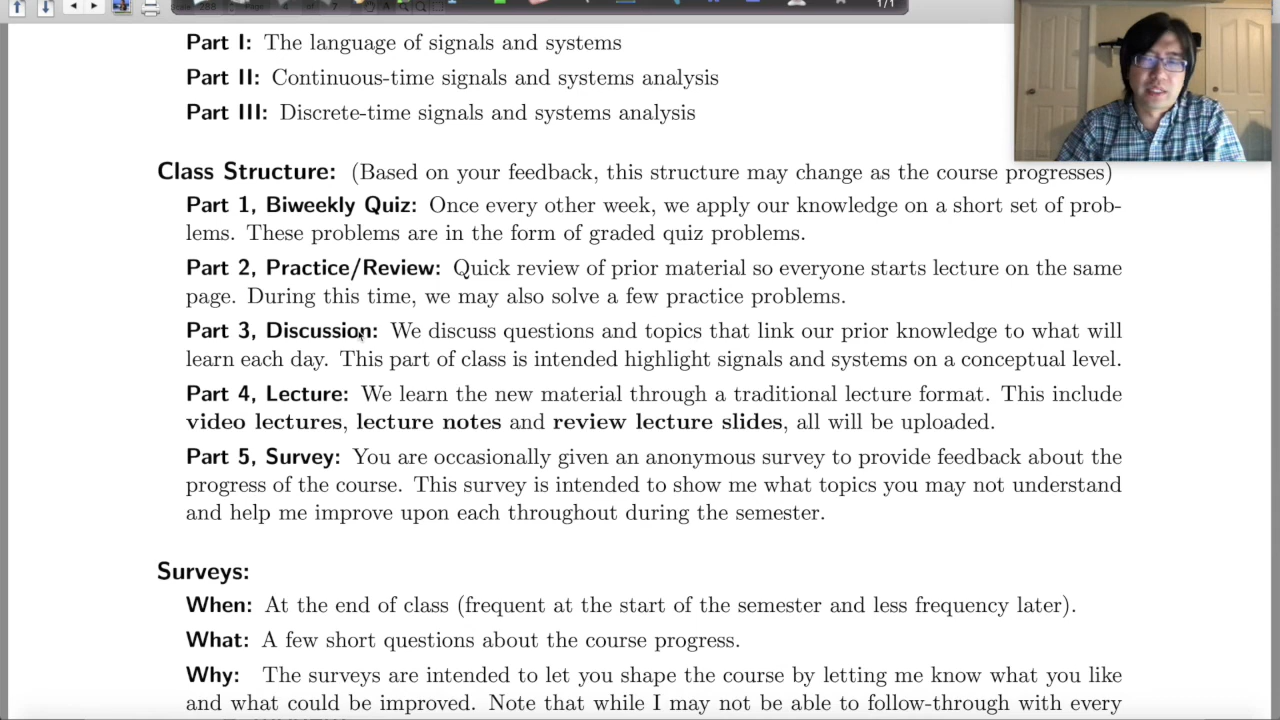 1/1
Part I: The language of signals and systems
Part II: Continuous-time signals and systems analysis
Part III: Discrete-time signals and systems analysis
Class Structure: (Based on your feedback, this structure may change as the course progresses)
Part 1, Biweekly Quiz: Once every other week, we apply our knowledge on a short set of prob-
lems. These problems are in the form of graded quiz problems.
Part 2, Practice/Review: Quick review of prior material so everyone starts lecture on the same
page. During this time, we may also solve a few practice problems.
Part 3, Discussion: We discuss questions and topics that link our prior knowledge to what will
learn each day. This part of class is intended highlight signals and systems on a conceptual level.
Part 4, Lecture: We learn the new material through a traditional lecture format. This include
video lectures, lecture notes and review lecture slides, all will be uploaded.
Part 5, Survey: You are occasionally given an anonymous survey to provide feedback about the
progress of the course. This survey is intended to show me what topics you may not understand
and help me improve upon each throughout during the semester.
Surveys:
When: At the end of class (frequent at the start of the semester and less frequency later).
What: A few short questions about the course progress.
Why: The surveys are intended to let you shape the course by letting me know what you like
and what could be improved. Note that while I may not be able to follow-through with every